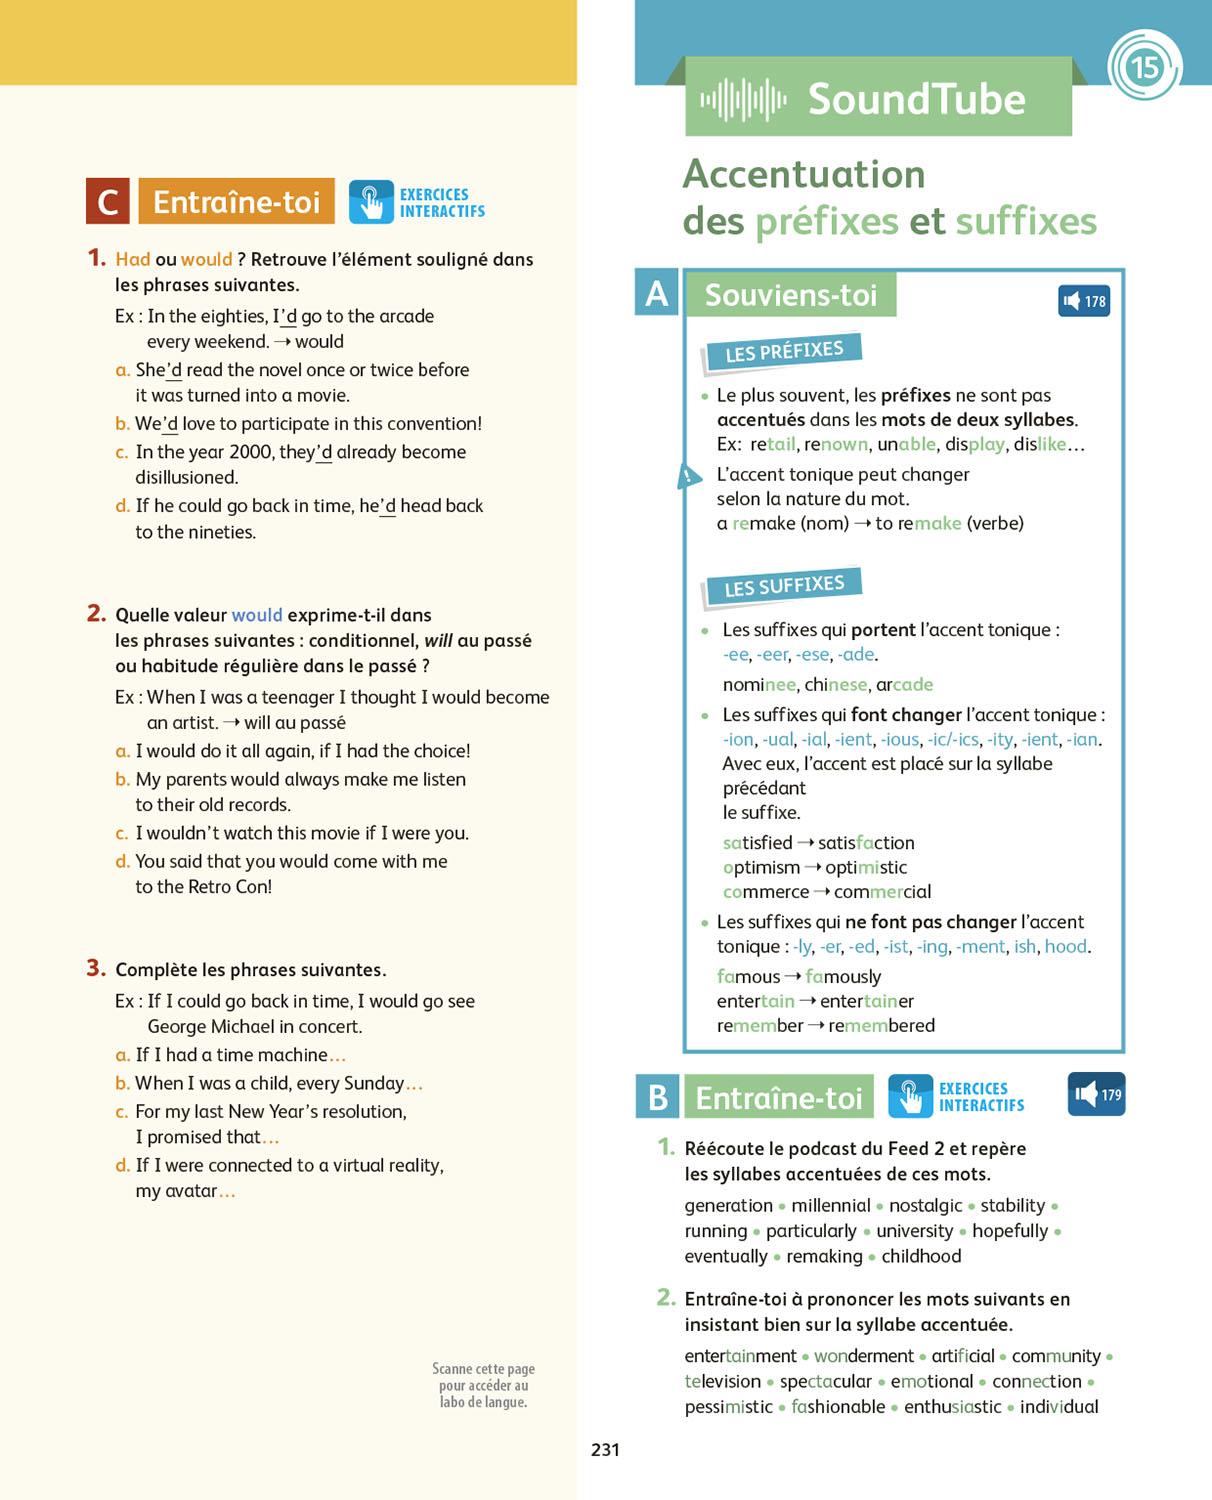 C Entraîne-toi
EXERCICES
INTERACTIFS
1. Had ou would ? Retrouve l'élément souligné dans
les phrases suivantes.
Ex : In the eighties, I'd go to the arcade
every weekend. → would
a. She'd read the novel once or twice before
it was turned into a movie.
b. We'd love to participate in this convention!
c. In the year 2000, they'd already become
disillusioned.
d. If he could go back in time, he'd head back
to the nineties.
2. Quelle valeur would exprime-t-il dans
les phrases suivantes : conditionnel, will au passé
ou habitude régulière dans le passé ?
Ex : When I was a teenager I thought I would become
an artist. → will au passé
a. I would do it all again, if I had the choice!
b. My parents would always make me listen
to their old records.
c. I wouldn't watch this movie if I were you.
d. You said that you would come with me
to the Retro Con!
3. Complète les phrases suivantes.
Ex : If I could go back in time, I would go see
George Michael in concert.
a. If I had a time machine...
b. When I was a child, every Sunday...
c. For my last New Year's resolution,
I promised that...
d. If I were connected to a virtual reality,
my avatar...
Scanne cette page
pour accéder au
labo de langue.
15
SoundTube
Accentuation
des préfixes et suffixes
A Souviens-toi
178
LES PRÉFIXES
• Le plus souvent, les préfixes ne sont pas
accentués dans les mots de deux syllabes.
Ex: retail, renown, unable, display, dislike...
! L'accent tonique peut changer
selon la nature du mot.
a remake (nom) → to remake (verbe)
LES SUFFIXES
• Les suffixes qui portent l'accent tonique :
-ee, -eer, -ese, -ade.
nominee, chinese, arcade
• Les suffixes qui font changer l'accent tonique :
-ion, -ual, -ial, -ient, -ious, -ic/-ics, -ity, -ient, -ian.
Avec eux, l'accent est placé sur la syllabe
précédant
le suffixe.
satisfied → satisfaction
optimism → optimistic
commerce → commercial
• Les suffixes qui ne font pas changer l'accent
tonique : -ly, -er, -ed, -ist, -ing, -ment, ish, hood.
famous → famously
entertain → entertainer
remember → remembered
B Entraîne-toi
EXERCICES
INTERACTIFS
179
1. Réécoute le podcast du Feed 2 et repère
les syllabes accentuées de ces mots.
generation • millennial • nostalgic • stability •
running • particularly • university • hopefully •
eventually • remaking • childhood
2. Entraîne-toi à prononcer les mots suivants en
insistant bien sur la syllabe accentuée.
entertainment • wonderment • artificial • community •
television • spectacular • emotional • connection •
pessimistic • fashionable • enthusiastic • individual
231